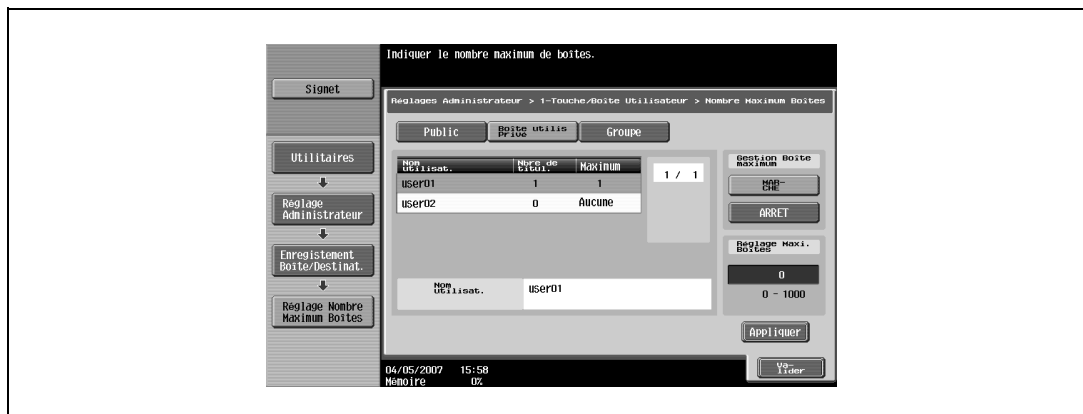 Indiquer le nombre maximum de boîtes.
Signet
Réglages Administrateur > 1-Touche/Boîte Utilisateur > Nombre Maximum Boîtes
Public
Boîte utilis
Privé
Groupe
Utilitaires
Réglage
Administrateur
Enregistement
Boîte/Destinat.
Réglage Nombre
Maximum Boîtes
Nom
utilisat.
Nbre de
titul.
Maximum
user01 1 1
user02 0 Aucune
1 / 1
Nom
utilisat.
user01
Gestion Boîte
maximum
MAR-
CHE
ARRET
Réglage Maxi.
Boîtes
0
0 - 1000
Appliquer
Va-
lider
04/05/2007 15:58
Mémoire 0%